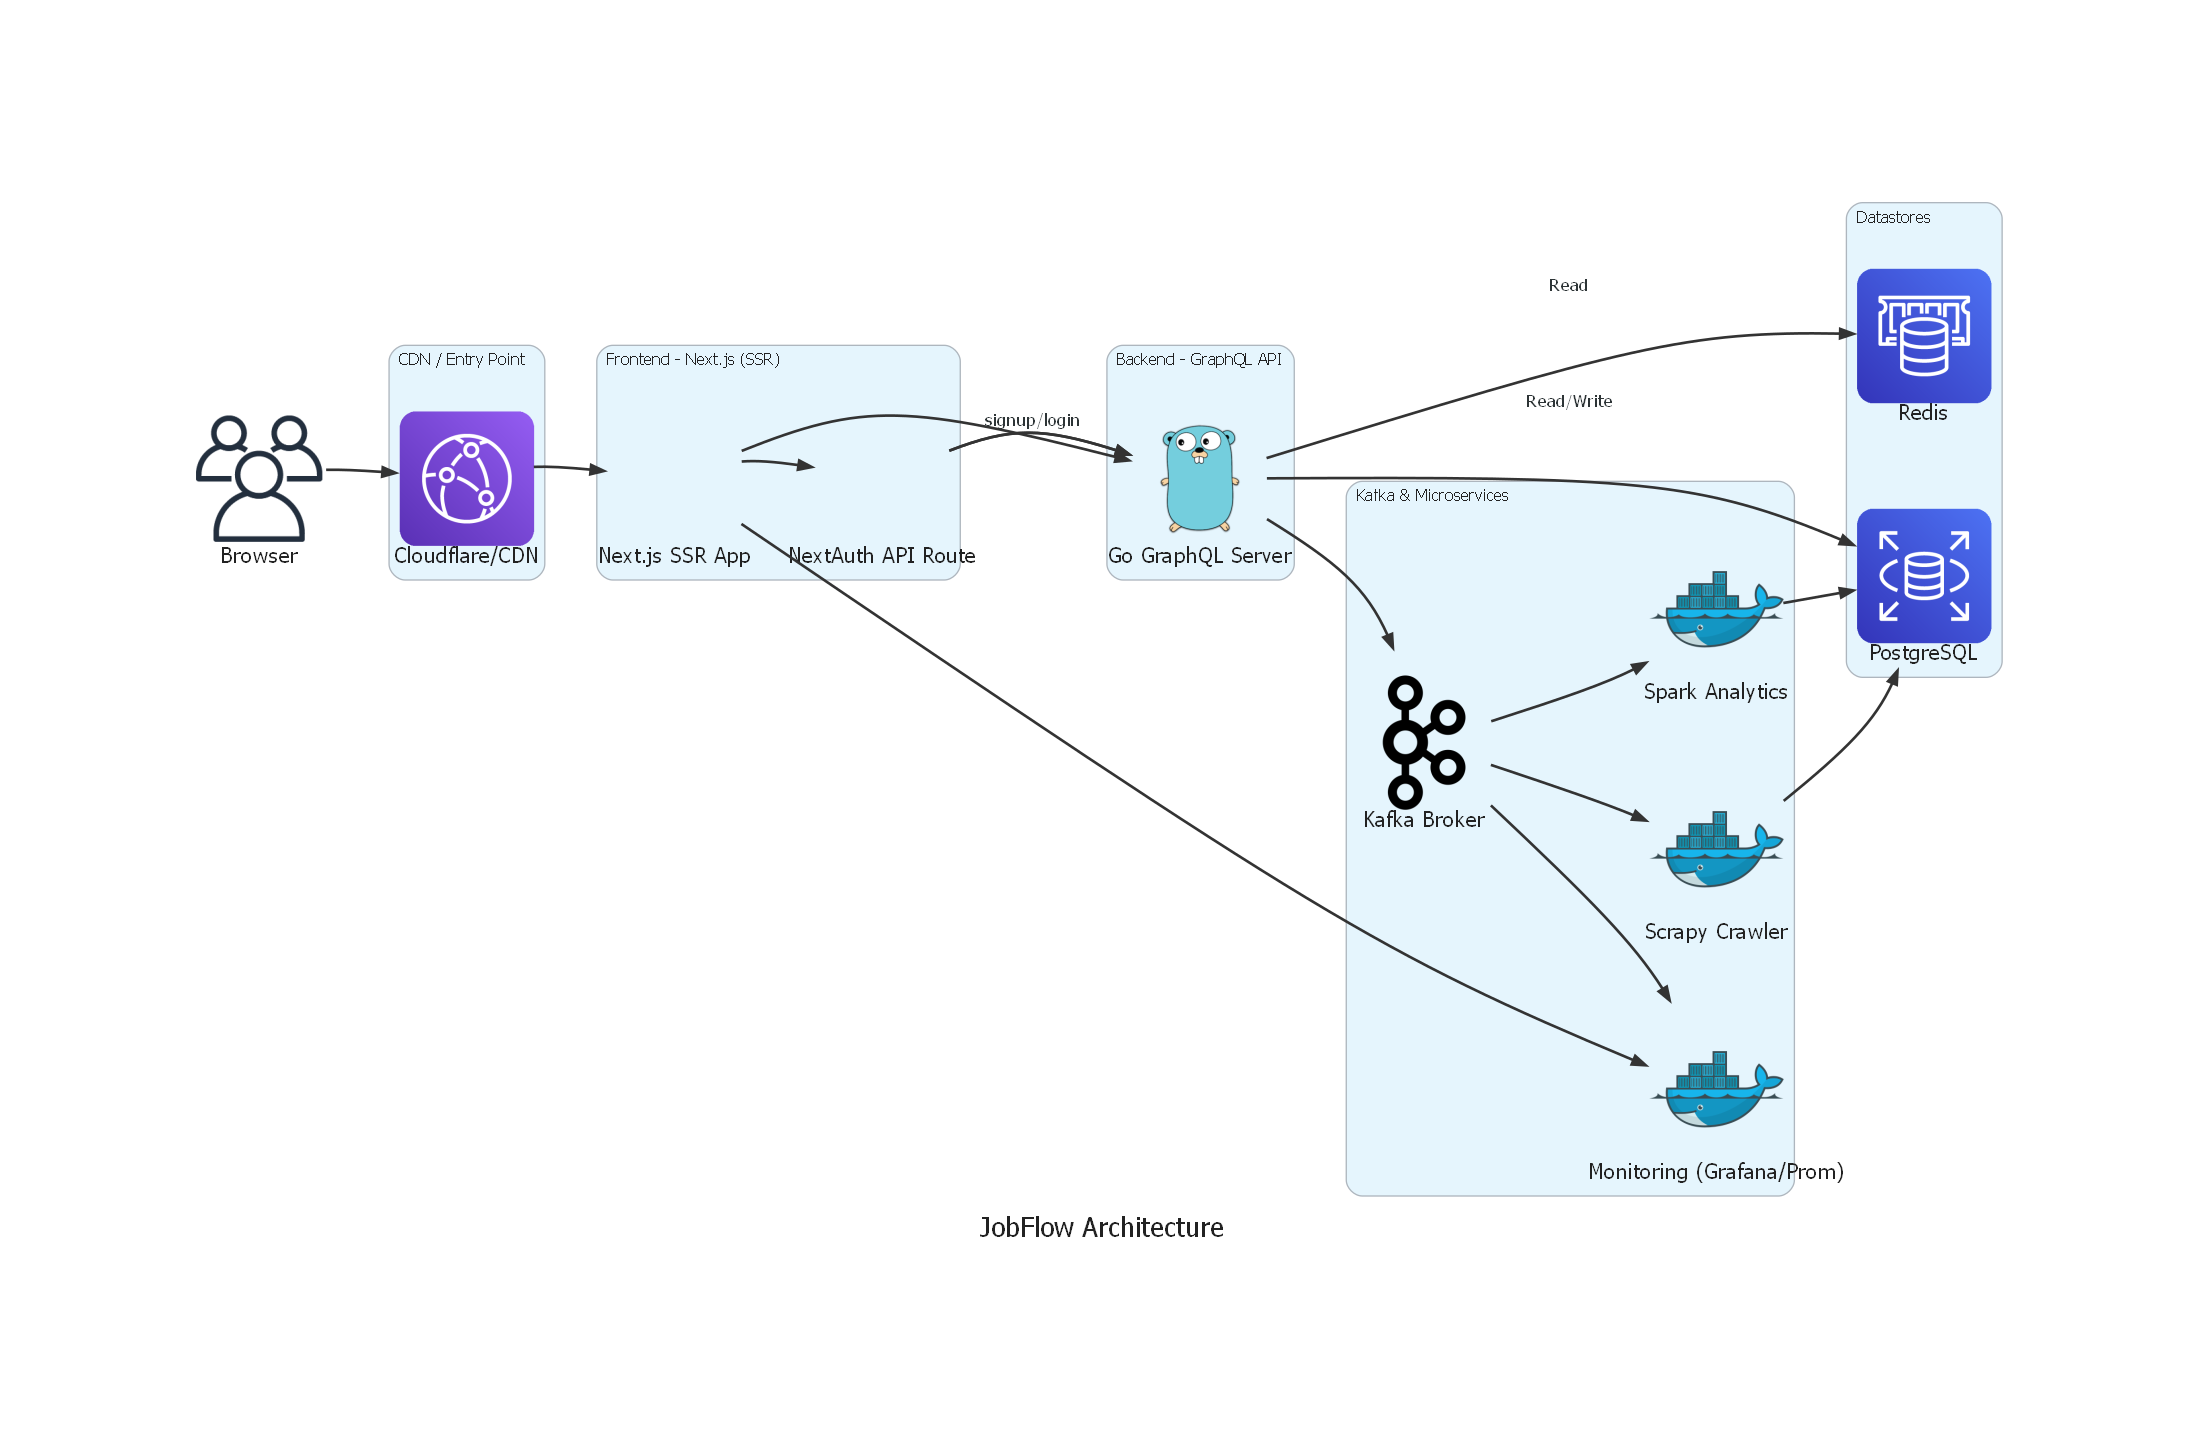 Datastores
Read
CDN / Entry Point
Frontend - Next.js (SSR)
Backend - GraphQL API
Read/Write
Redis
signup/login
Kafka & Microservices
Browser
Cloudflare/CDN
Next.js SSR App
NextAuth API Route
Go GraphQL Server
PostgreSQL
Spark Analytics
Kafka Broker
Scrapy Crawler
Monitoring (Grafana/Prom)
JobFlow Architecture